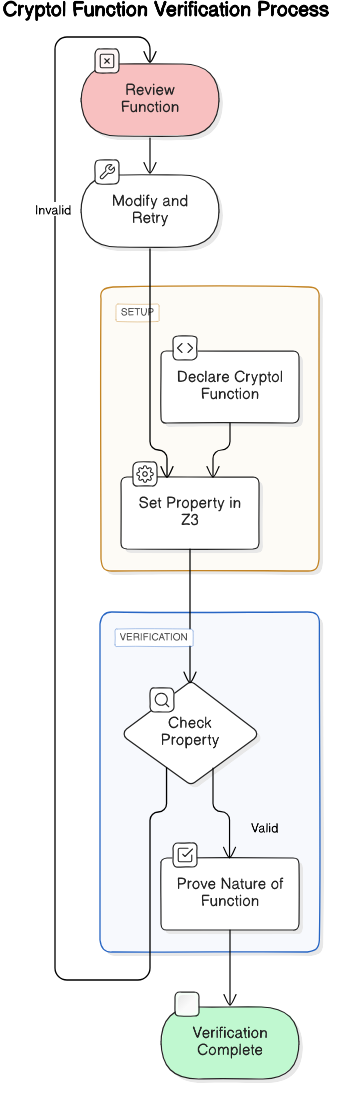 Cryptol Function Verification Process
Review
Function
Modify and
Retry
Invalid
SETUP
Declare Cryptol
Function
Set Property in
Z3
VERIFICATION
Check
Property
Valid
Prove Nature of
Function
Verification
Complete